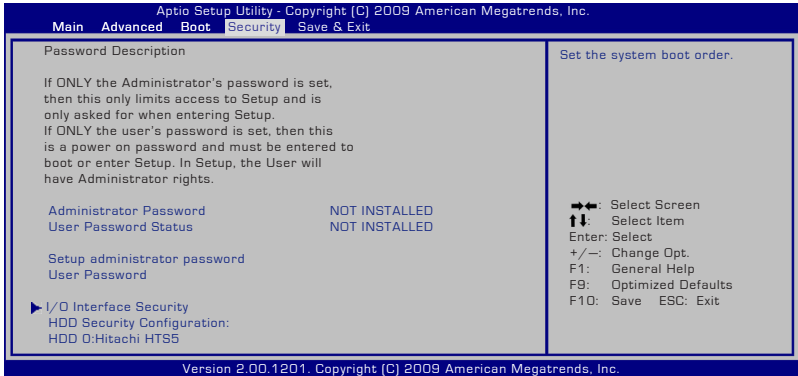 Aptio Setup Utility - Copyright (C) 2009 American Megatrends, Inc.
Main Advanced Boot Security Save & Exit
Password Description
If ONLY the Administrator's password is set,
then this only limits access to Setup and is
only asked for when entering Setup.
If ONLY the user's password is set, then this
is a power on password and must be entered to
boot or enter Setup. In Setup, the User will
have Administrator rights.
Administrator Password NOT INSTALLED
User Password Status NOT INSTALLED
Setup administrator password
User Password
I/O Interface Security
HDD Security Configuration:
HDD 0:Hitachi HTS5
Set the system boot order.
→←: Select Screen
↑↓: Select Item
Enter: Select
+/—: Change Opt.
F1: General Help
F9: Optimized Defaults
F10: Save ESC: Exit
Version 2.00.1201. Copyright (C) 2009 American Megatrends, Inc.